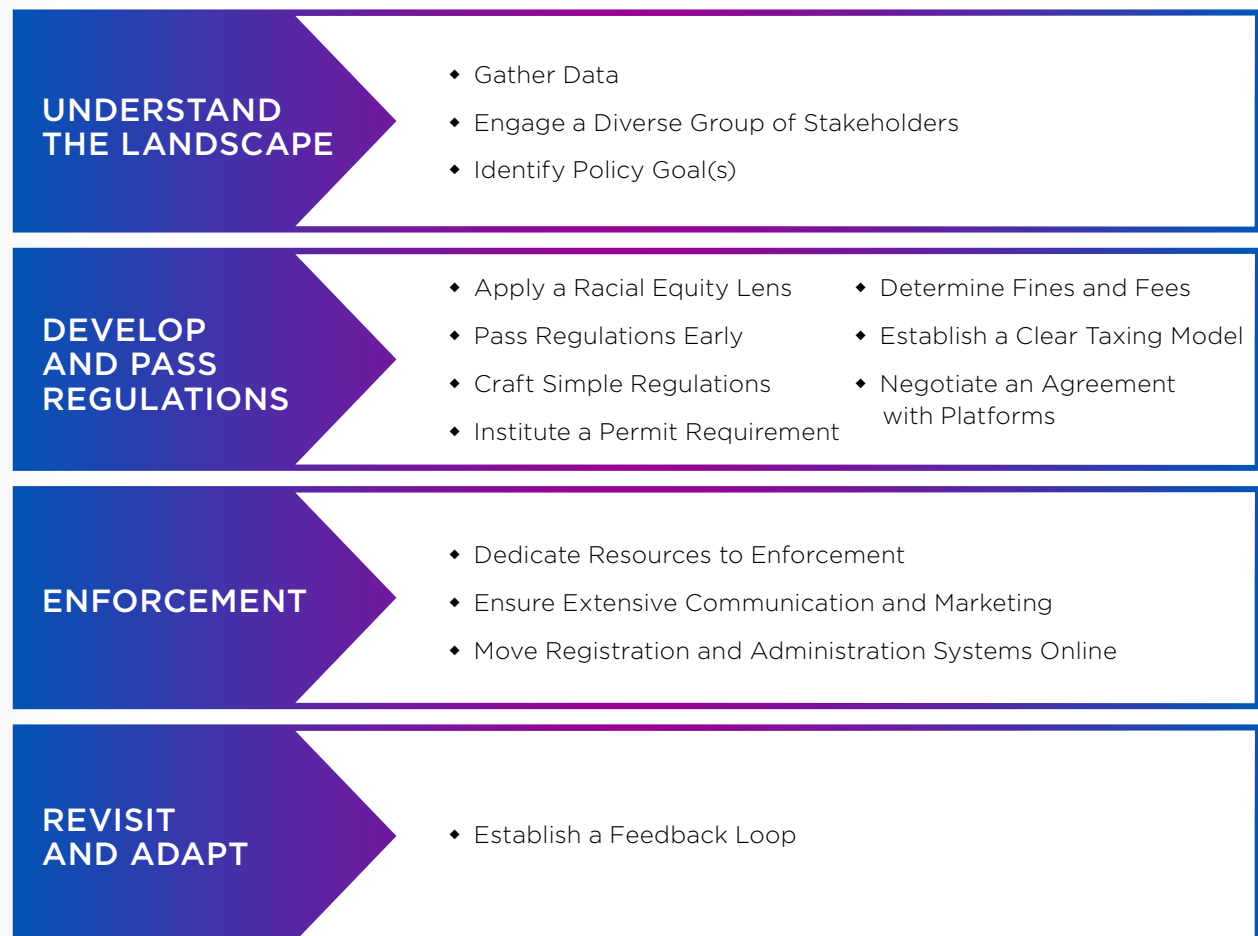 UNDERSTAND
THE LANDSCAPE
◆ Gather Data
◆ Engage a Diverse Group of Stakeholders
◆ Identify Policy Goal(s)
DEVELOP
AND PASS
REGULATIONS
◆ Apply a Racial Equity Lens
◆ Pass Regulations Early
◆ Craft Simple Regulations
◆ Institute a Permit Requirement
◆ Determine Fines and Fees
◆ Establish a Clear Taxing Model
◆ Negotiate an Agreement
with Platforms
ENFORCEMENT
◆ Dedicate Resources to Enforcement
◆ Ensure Extensive Communication and Marketing
◆ Move Registration and Administration Systems Online
REVISIT
AND ADAPT
◆ Establish a Feedback Loop